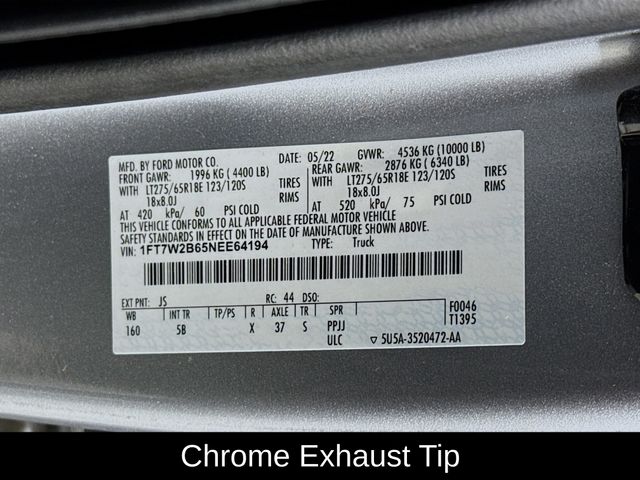 MFD. BY FORD MOTOR CO.
DATE: 05/22 GVWR: 4536 KG (10000 LB)
FRONT GAWR: 1996 KG (4400 LB) REAR GAWR: 2876 KG (6340 LB)
WITH LT275/65R18E 123/120S TIRES WITH LT275/65R18E 123/120S TIRES
18x8.0J RIMS 18x8.0J RIMS
AT 420 kPa/ 60 PSI COLD AT 520 kPa/ 75 PSI COLD
THIS VEHICLE CONFORMS TO ALL APPLICABLE FEDERAL MOTOR VEHICLE
SAFETY STANDARDS IN EFFECT ON THE DATE OF MANUFACTURE SHOWN ABOVE.
VIN: 1FT7W2B65NEE64194 TYPE: Truck
EXT PNT: JS RC: 44 DSO:
WB INT TR TP/PS R AXLE TR SPR F0046
160 5B X 37 S PPJJ T1395
ULC ▽ 5U5A-3520472-AA
Chrome Exhaust Tip